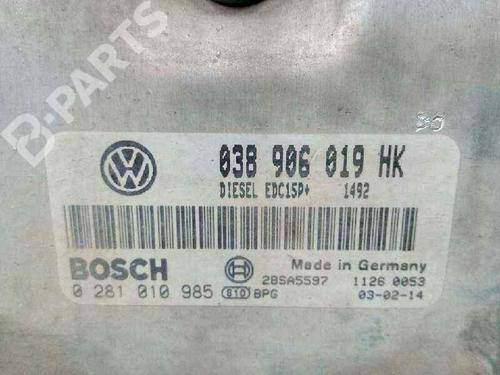 B-PARTS
038 906 019 HK
DIESEL EDC15P+ 1492
BOSCH
Made in Germany
28SA5597 1126 0053
0 281 010 985 810 BPG 03-02-14